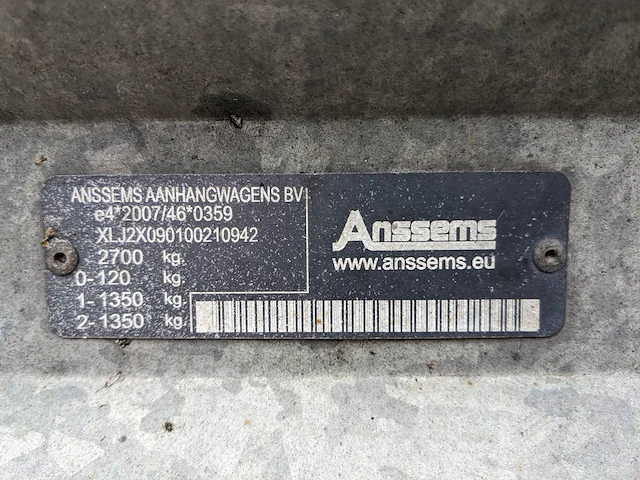 ANSSEMS AANHANGWAGENS BV
e4*2007/46*0359
XLJ2X090100210942
2700 kg.
0-120 kg.
1-1350 kg.
2-1350 kg.
Anssems
www.anssems.eu